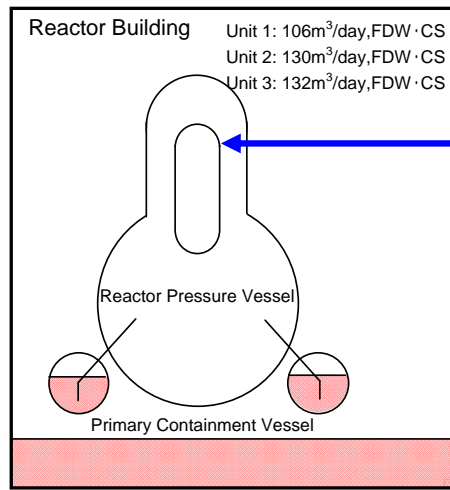 Reactor Building
Unit 1: 106m³/day,FDW･CS
Unit 2: 130m³/day,FDW･CS
Unit 3: 132m³/day,FDW･CS
Reactor Pressure Vessel
Primary Containment Vessel